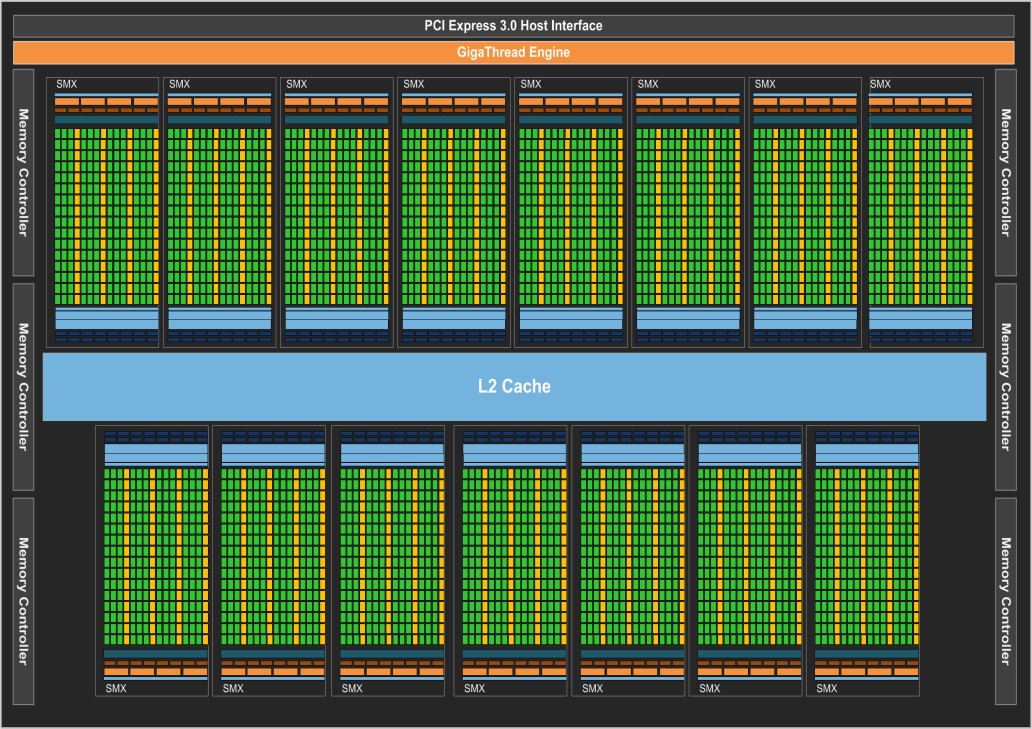 PCI Express 3.0 Host Interface
GigaThread Engine
Memory Controller
Memory Controller
Memory Controller
SMX
SMX
SMX
SMX
SMX
SMX
SMX
SMX
L2 Cache
SMX
SMX
SMX
SMX
SMX
SMX
SMX
Memory Controller
Memory Controller
Memory Controller